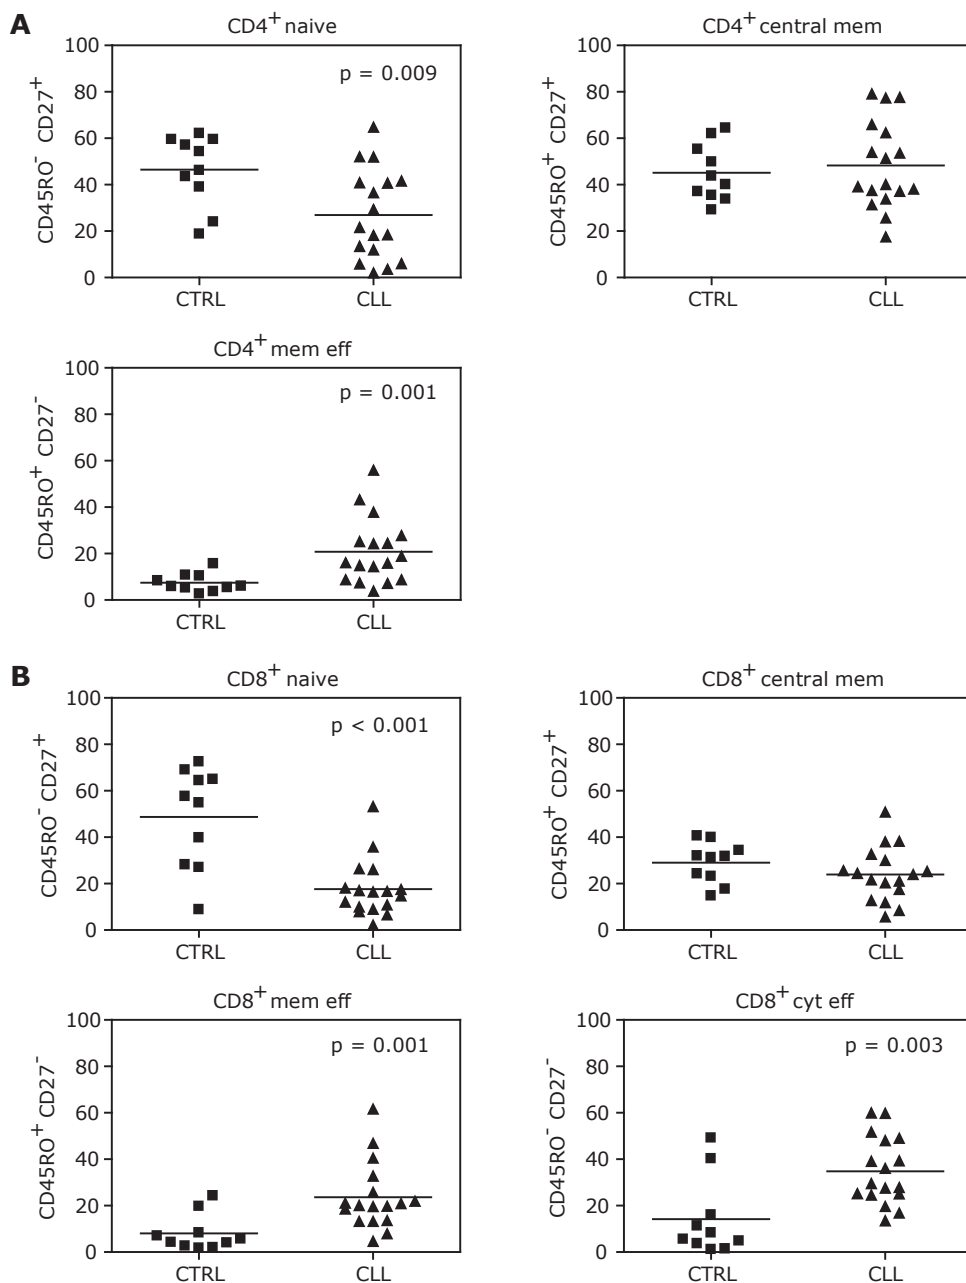 A
CD4+ naive
CD45RO- CD27+
100
80
60
40
20
0
p = 0.009
CTRL
CLL
CD4+ central mem
CD45RO+ CD27+
100
80
60
40
20
0
CTRL
CLL
CD4+ mem eff
CD45RO+ CD27-
100
80
60
40
20
0
p = 0.001
CTRL
CLL
B
CD8+ naive
CD45RO- CD27+
100
80
60
40
20
0
p < 0.001
CTRL
CLL
CD8+ central mem
CD45RO+ CD27+
100
80
60
40
20
0
CTRL
CLL
CD8+ mem eff
CD45RO+ CD27-
100
80
60
40
20
0
p = 0.001
CTRL
CLL
CD8+ cyt eff
CD45RO- CD27-
100
80
60
40
20
0
p = 0.003
CTRL
CLL